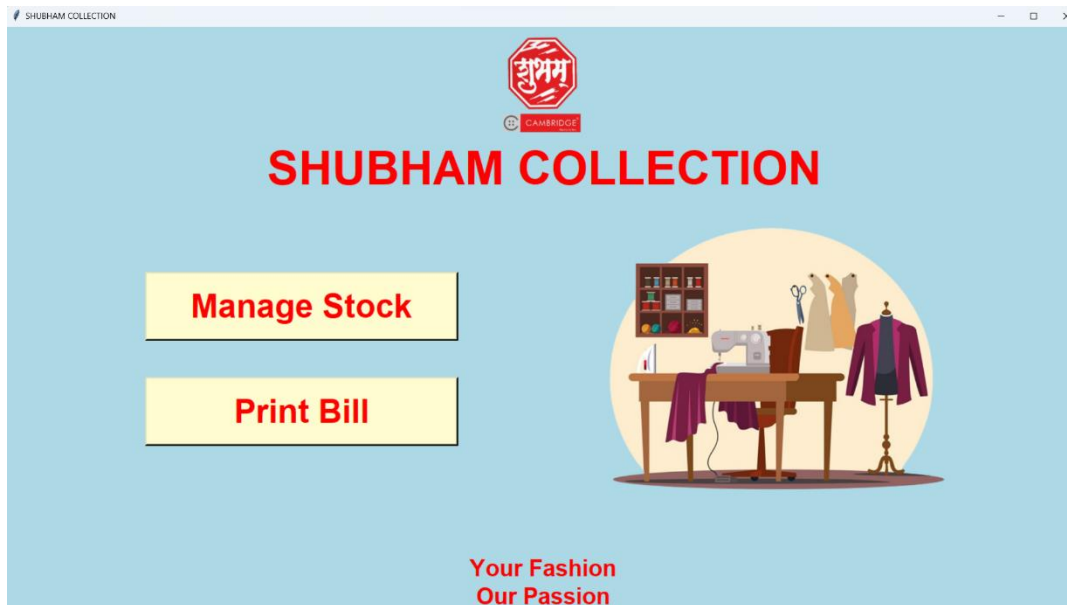 SHUBHAM COLLECTION
शुभम्
CAMBRIDGE
SHUBHAM COLLECTION
Manage Stock
Print Bill
Your Fashion
Our Passion